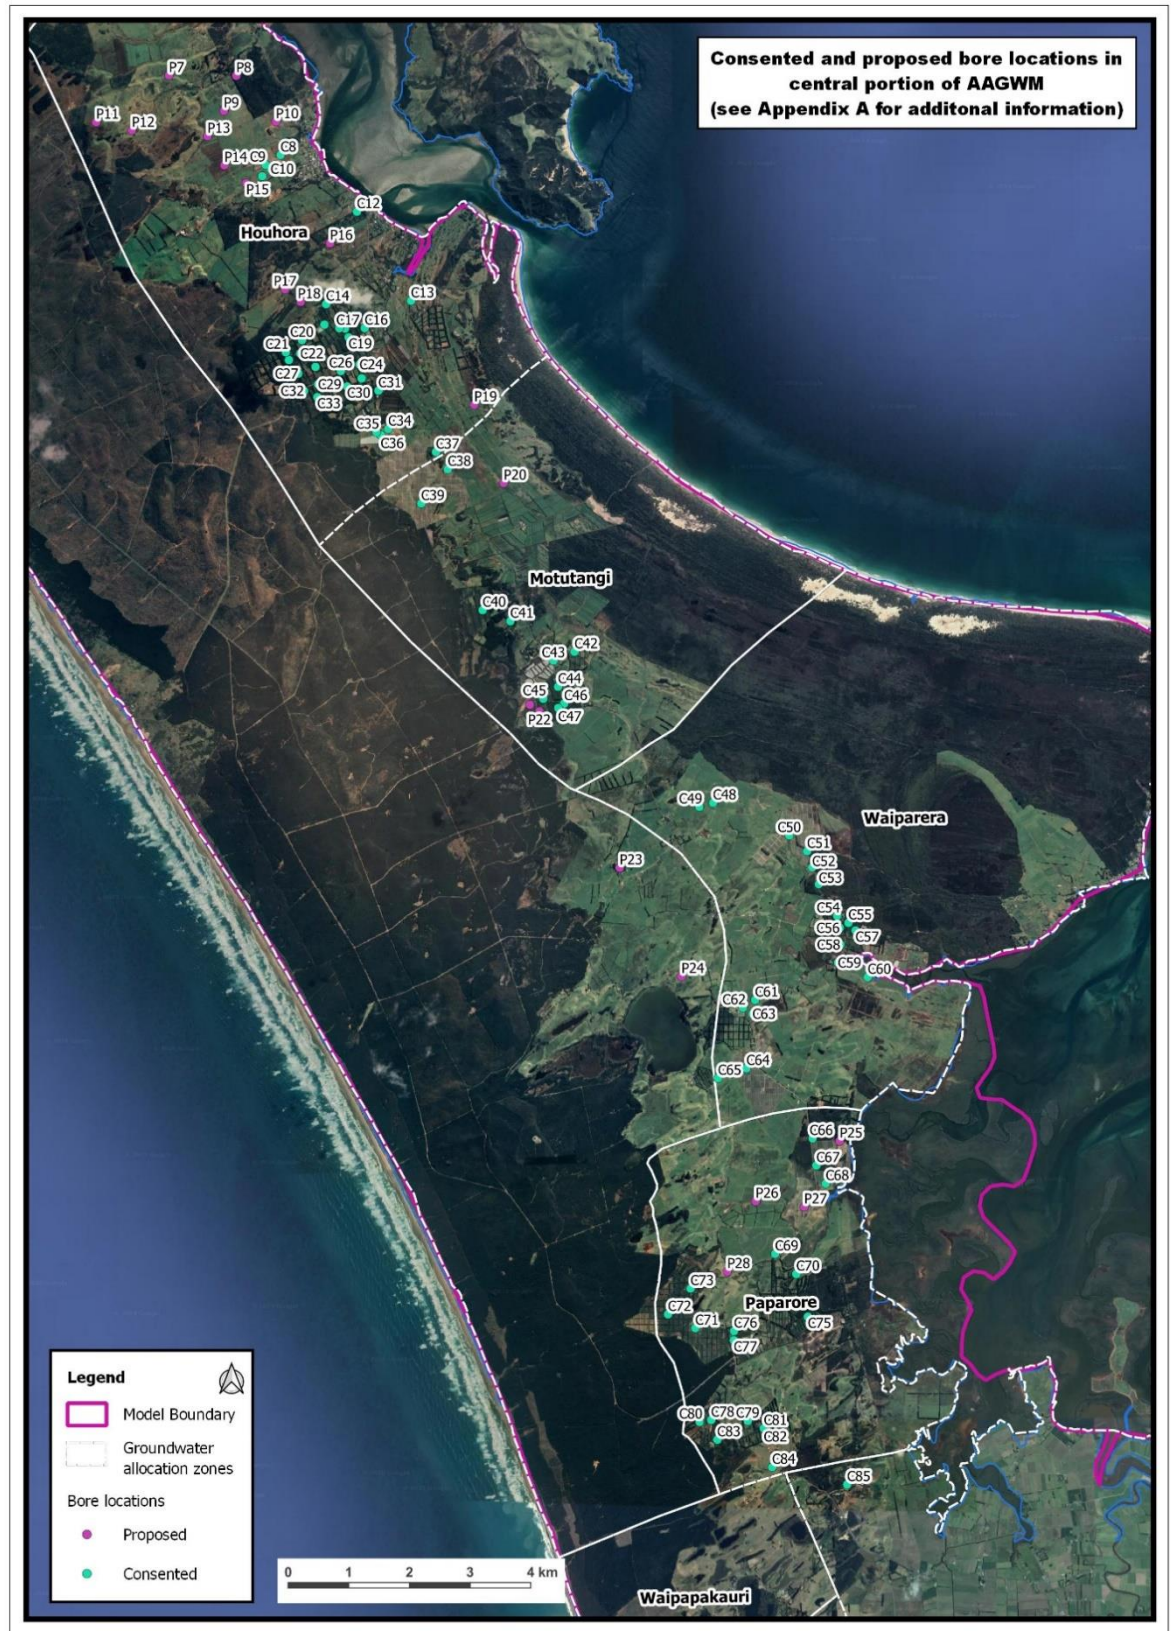 Consented and proposed bore locations in
central portion of AAGWM
(see Appendix A for additonal information)
P7
P8
P9
P10
P11
P12
P13
C8
P14
C9
C10
P15
C12
Houhora
P16
P17
P18
C14
C13
C17
C16
C20
C19
C21
C22
C26
C24
C27
C29
C31
C32
C30
C33
P19
C34
C35
C36
C37
C38
P20
C39
Motutangi
C40
C41
C42
C43
C44
C45
C46
P22
C47
C49
C48
Waiparera
C50
C51
P23
C52
C53
C54
C55
C56
C57
C58
C59
C60
P24
C61
C62
C63
C64
C65
C66
P25
C67
C68
P26
P27
C69
P28
C70
C73
Paparore
C72
C71
C76
C75
C77
C80
C78
C79
C81
C83
C82
C84
C85
Waipapakauri
Legend
Model Boundary
Groundwater
allocation zones
Bore locations
Proposed
Consented
0 1 2 3 4 km